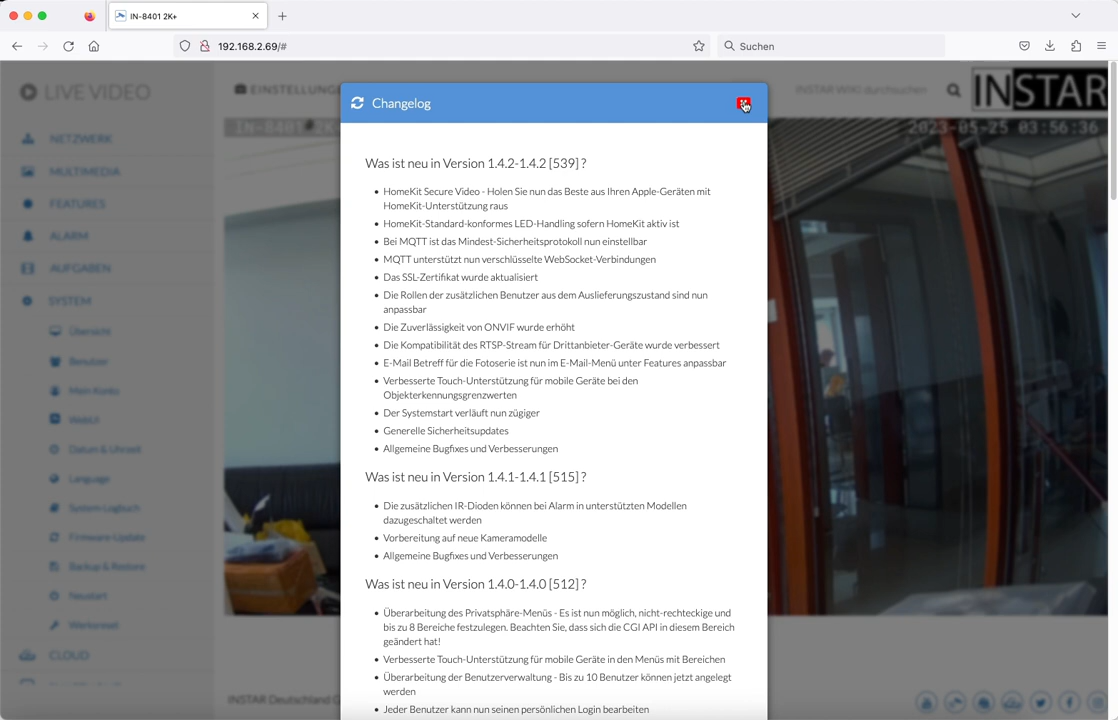 IN-8401 2K+
192.168.2.69/#
Suchen
LIVE VIDEO
EINSTELLUNGE
INSTAR WIKI durchsuchen
INSTAR
NETZWERK
MULTIMEDIA
FEATURES
ALARM
AUFGABEN
SYSTEM
Übersicht
Benutzer
Mein Konto
WebUI
Datum & Uhrzeit
Language
System Logbuch
Firmware Update
Backup & Restore
Neustart
Werksreset
CLOUD
IN-8401 2K
2023-05-25 03:56:36
Changelog
Was ist neu in Version 1.4.2-1.4.2 [539] ?
• HomeKit Secure Video - Holen Sie nun das Beste aus Ihren Apple-Geräten mit
HomeKit-Unterstützung raus
• HomeKit-Standard-konformes LED-Handling sofern HomeKit aktiv ist
• Bei MQTT ist das Mindest-Sicherheitsprotokoll nun einstellbar
• MQTT unterstützt nun verschlüsselte WebSocket-Verbindungen
• Das SSL-Zertifikat wurde aktualisiert
• Die Rollen der zusätzlichen Benutzer aus dem Auslieferungszustand sind nun
anpassbar
• Die Zuverlässigkeit von ONVIF wurde erhöht
• Die Kompatibilität des RTSP-Stream für Drittanbieter-Geräte wurde verbessert
• E-Mail Betreff für die Fotoserie ist nun im E-Mail-Menü unter Features anpassbar
• Verbesserte Touch-Unterstützung für mobile Geräte bei den
Objekterkennungsgrenzwerten
• Der Systemstart verläuft nun zügiger
• Generelle Sicherheitsupdates
• Allgemeine Bugfixes und Verbesserungen
Was ist neu in Version 1.4.1-1.4.1 [515] ?
• Die zusätzlichen IR-Dioden können bei Alarm in unterstützten Modellen
dazugeschaltet werden
• Vorbereitung auf neue Kameramodelle
• Allgemeine Bugfixes und Verbesserungen
Was ist neu in Version 1.4.0-1.4.0 [512] ?
• Überarbeitung des Privatsphäre-Menüs - Es ist nun möglich, nicht-rechteckige und
bis zu 8 Bereiche festzulegen. Beachten Sie, dass sich die CGI API in diesem Bereich
geändert hat!
• Verbesserte Touch-Unterstützung für mobile Geräte in den Menüs mit Bereichen
• Überarbeitung der Benutzerverwaltung - Bis zu 10 Benutzer können jetzt angelegt
werden
• Jeder Benutzer kann nun seinen persönlichen Login bearbeiten
INSTAR Deutschland G